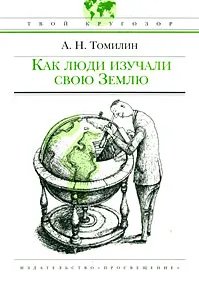 ТВОЙ КРУГОЗОР
А. Н. Томилин
Как люди изучали
свою Землю
ИЗДАТЕЛЬСТВО «ПРОСВЕЩЕНИЕ»